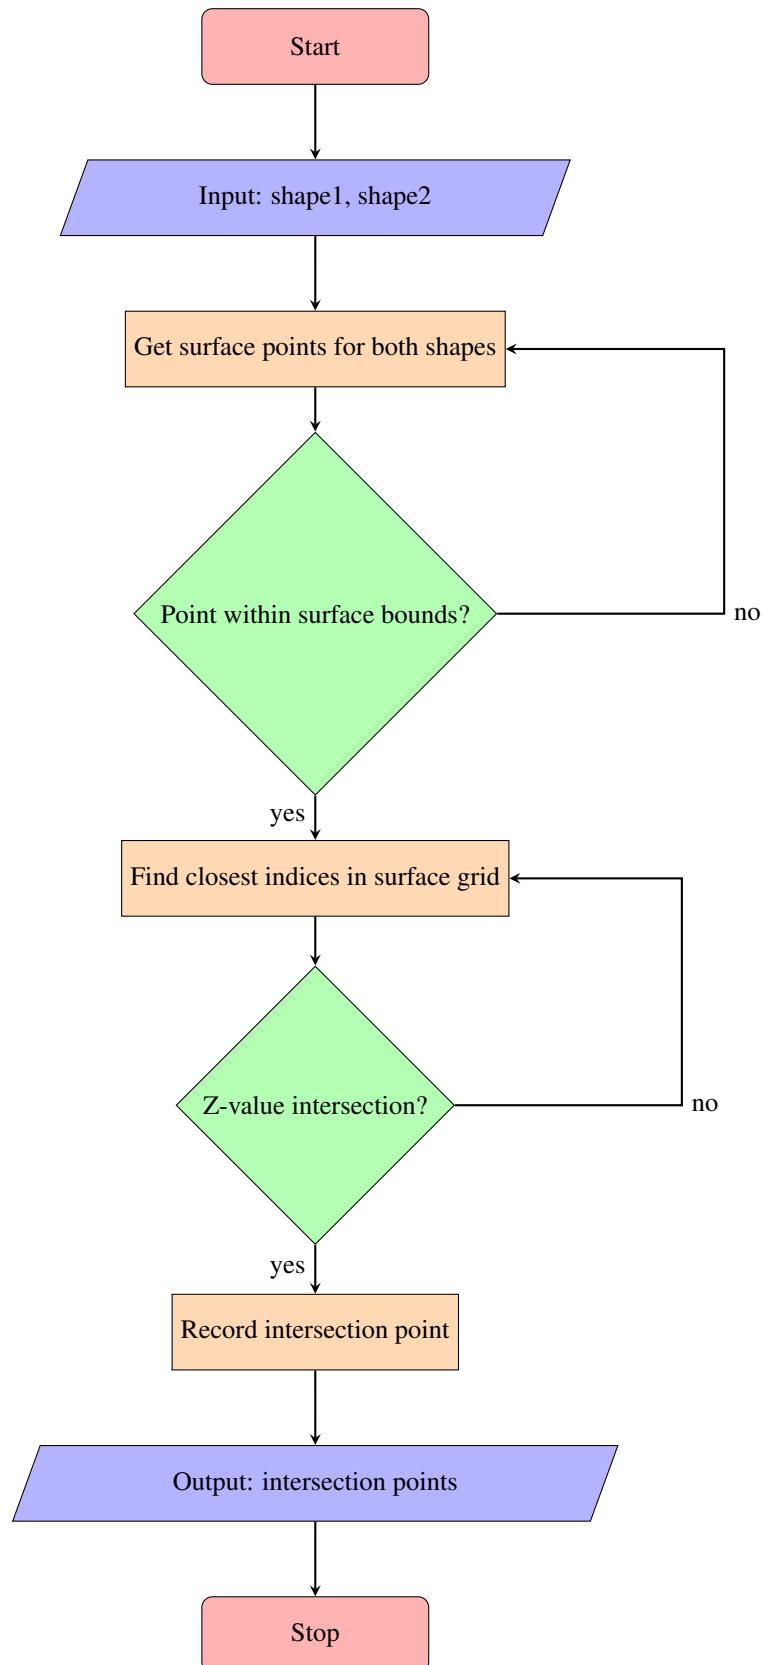 Start
Input: shape1, shape2
Get surface points for both shapes
Point within surface bounds?
no
yes
Find closest indices in surface grid
Z-value intersection?
no
yes
Record intersection point
Output: intersection points
Stop